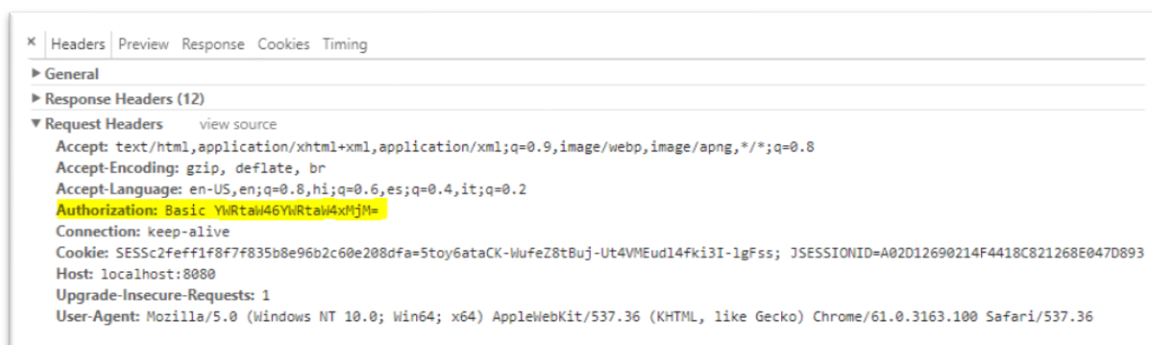 × Headers Preview Response Cookies Timing
▶ General
▶ Response Headers (12)
▼ Request Headers view source
Accept: text/html,application/xhtml+xml,application/xml;q=0.9,image/webp,image/apng,*/*;q=0.8
Accept-Encoding: gzip, deflate, br
Accept-Language: en-US,en;q=0.8,hi;q=0.6,es;q=0.4,it;q=0.2
Authorization: Basic YWRtaW46YWRtaW4xMjM=
Connection: keep-alive
Cookie: SESSc2feff1f8f7f835b8e96b2c60e208dfa=5toy6ataCK-WufeZ8tBuj-Ut4VMEudl4fki3I-lgFss; JSESSIONID=A02D12690214F4418C821268E047D893
Host: localhost:8080
Upgrade-Insecure-Requests: 1
User-Agent: Mozilla/5.0 (Windows NT 10.0; Win64; x64) AppleWebKit/537.36 (KHTML, like Gecko) Chrome/61.0.3163.100 Safari/537.36